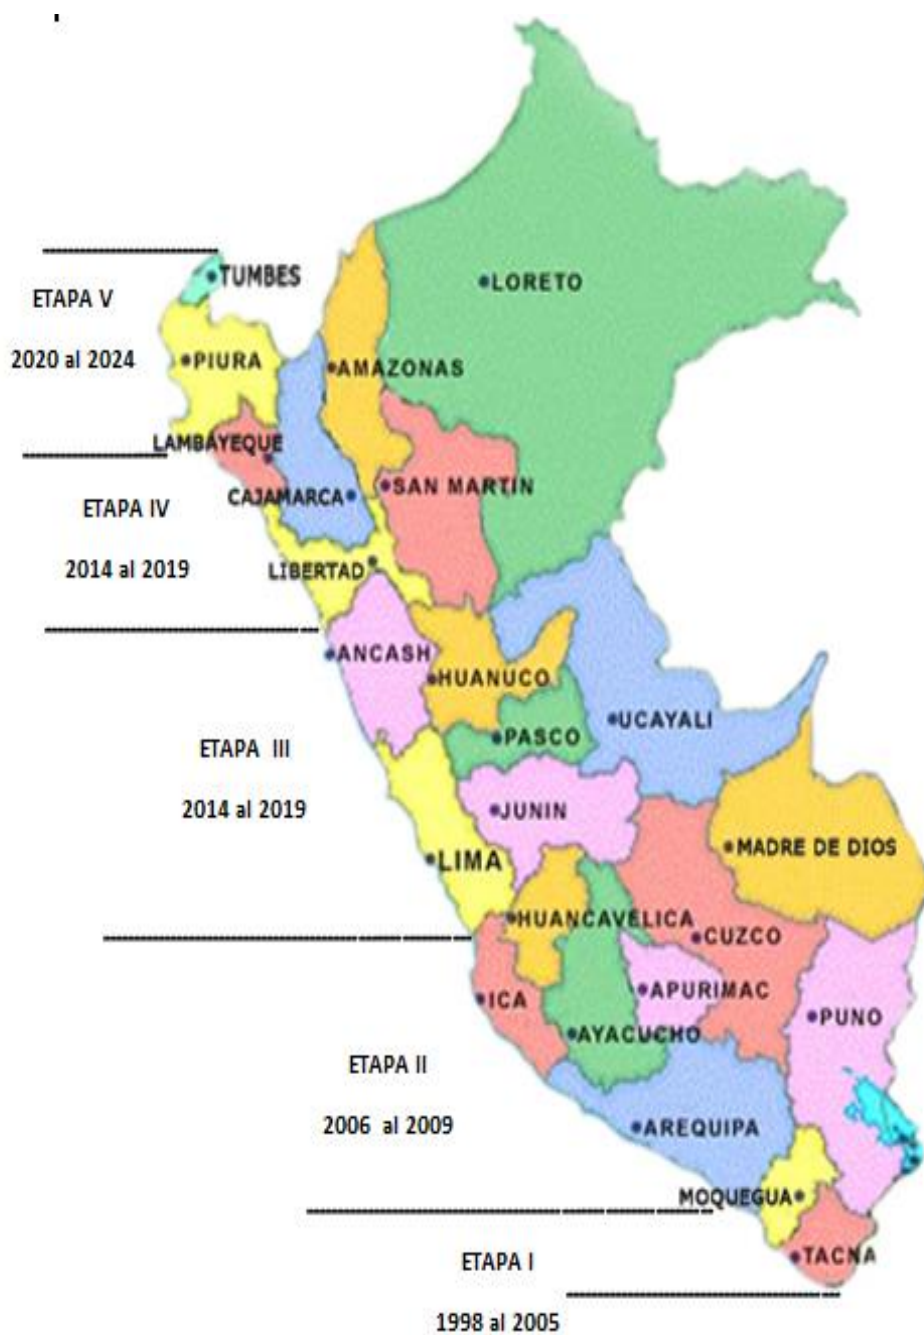 TUMBES
LORETO
ETAPA V
2020 al 2024
PIURA
AMAZONAS
LAMBAYEQUE
CAJAMARCA
SAN MARTIN
ETAPA IV
2014 al 2019
LIBERTAD
ANCASH
HUANUCO
UCAYALI
PASCO
ETAPA III
2014 al 2019
JUNIN
MADRE DE DIOS
LIMA
HUANCAVELICA
CUZCO
ICA
APURIMAC
PUNO
AYACUCHO
ETAPA II
2006 al 2009
AREQUIPA
MOQUEGUA
TACNA
ETAPA I
1998 al 2005